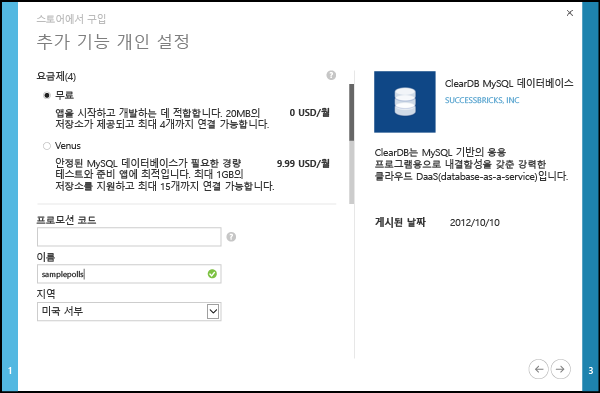 스토어에서 구입
추가 기능 개인 설정
요금제(4)
무료
앱을 시작하고 개발하는 데 적합합니다. 20MB의 0 USD/월
저장소가 제공되고 최대 4개까지 연결 가능합니다.
Venus
안정된 MySQL 데이터베이스가 필요한 경량 9.99 USD/월
테스트와 준비 앱에 최적입니다. 최대 1GB의
저장소를 지원하고 최대 15개까지 연결 가능합니다.
프로모션 코드
이름
samplepolls
지역
미국 서부
ClearDB MySQL 데이터베이스
SUCCESSBRICKS, INC
ClearDB는 MySQL 기반의 응용
프로그램용으로 내결함성을 갖춘 강력한
클라우드 DaaS(database-as-a-service)입니다.
게시된 날짜 2012/10/10
1
3